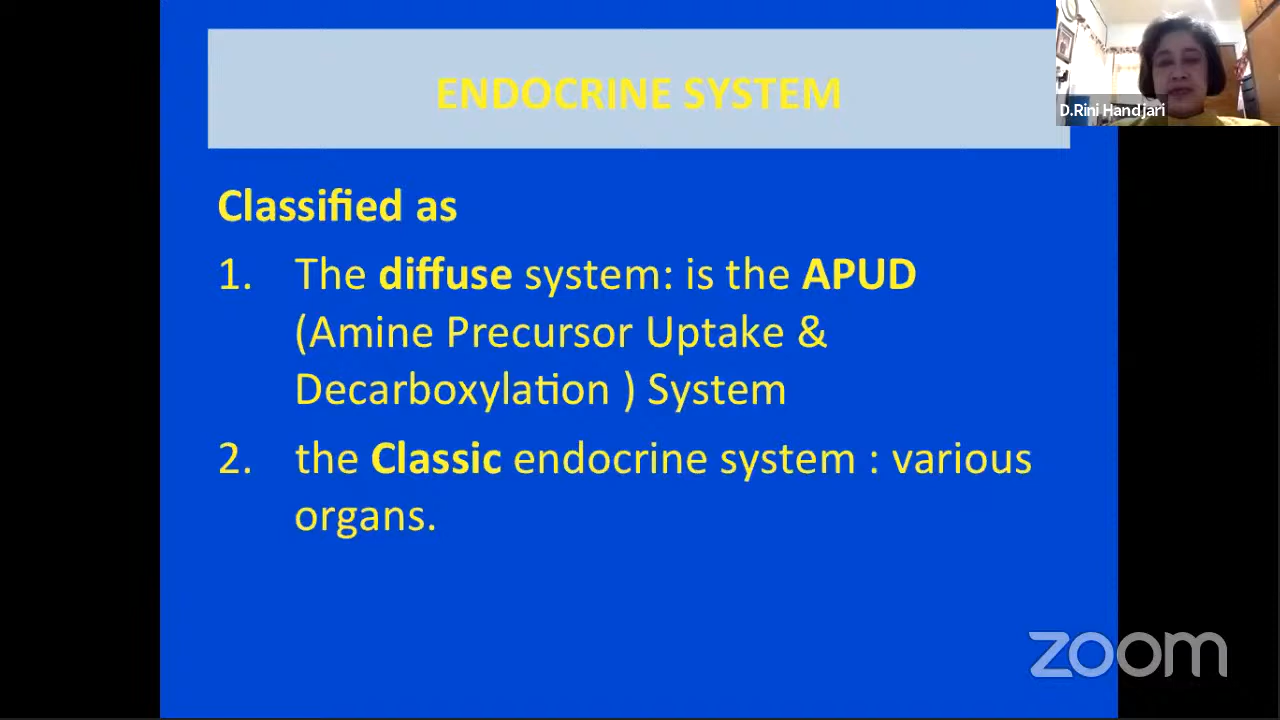 ENDOCRINE SYSTEM
D.Rini Handjari
Classified as
1. The diffuse system: is the APUD
(Amine Precursor Uptake &
Decarboxylation ) System
2. the Classic endocrine system : various
organs.
zoom